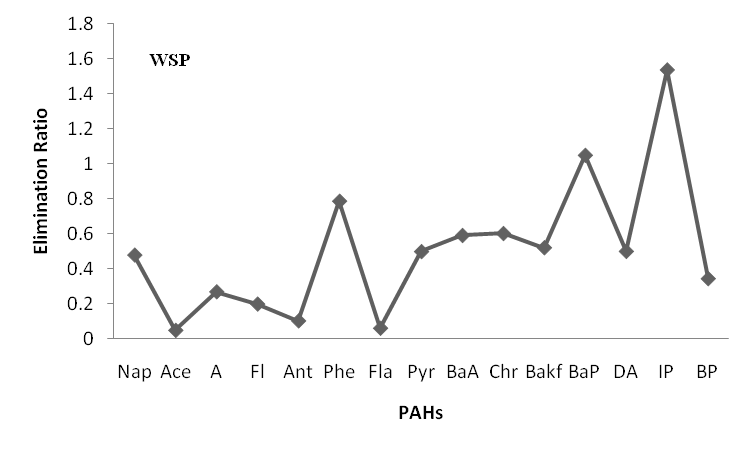 1.8
WSP
1.6
1.4
1.2
1
0.8
0.6
0.4
0.2
0
Elimination Ratio
Nap Ace A Fl Ant Phe Fla Pyr BaA Chr Bakf BaP DA IP BP
PAHs